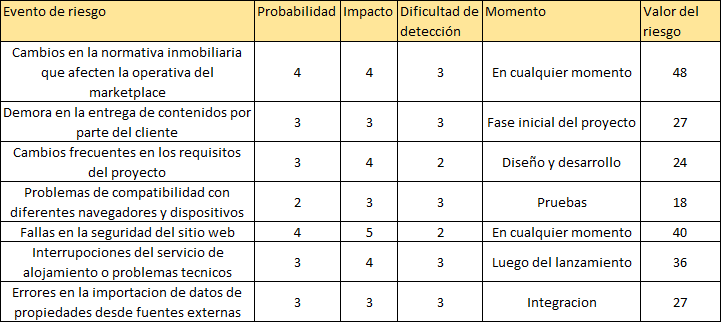 Evento de riesgo Probabilidad Impacto Dificultad de detección Momento Valor del riesgo
Cambios en la normativa inmobiliaria
que afecten la operativa del
marketplace
4 4 3 En cualquier momento 48
Demora en la entrega de contenidos por
parte del cliente
3 3 3 Fase inicial del proyecto 27
Cambios frecuentes en los requisitos
del proyecto
3 4 2 Diseño y desarrollo 24
Problemas de compatibilidad con
diferentes navegadores y dispositivos
2 3 3 Pruebas 18
Fallas en la seguridad del sitio web 4 5 2 En cualquier momento 40
Interrupociones del servicio de
alojamiento o problemas tecnicos
3 4 3 Luego del lanzamiento 36
Errores en la importacion de datos de
propiedades desde fuentes externas
3 3 3 Integracion 27